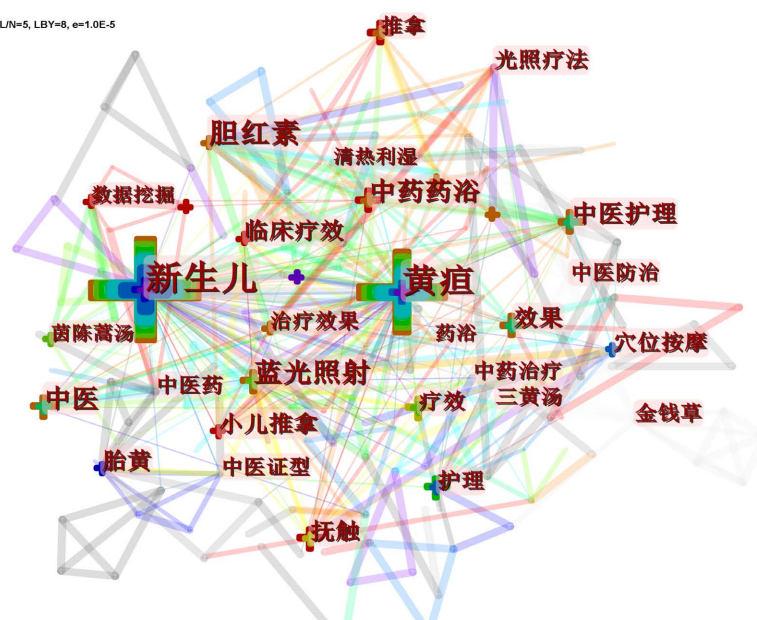 L/N=5, LBY=8, e=1.0E-5
推拿
光照疗法
胆红素
清热利湿
数据挖掘
中药药浴
中医护理
临床疗效
新生儿
黄疸
中医防治
茵陈蒿汤
治疗效果
药浴
效果
穴位按摩
中医
中医药
蓝光照射
疗效
中药治疗
三黄汤
金钱草
小儿推拿
胎黄
中医证型
护理
抚触